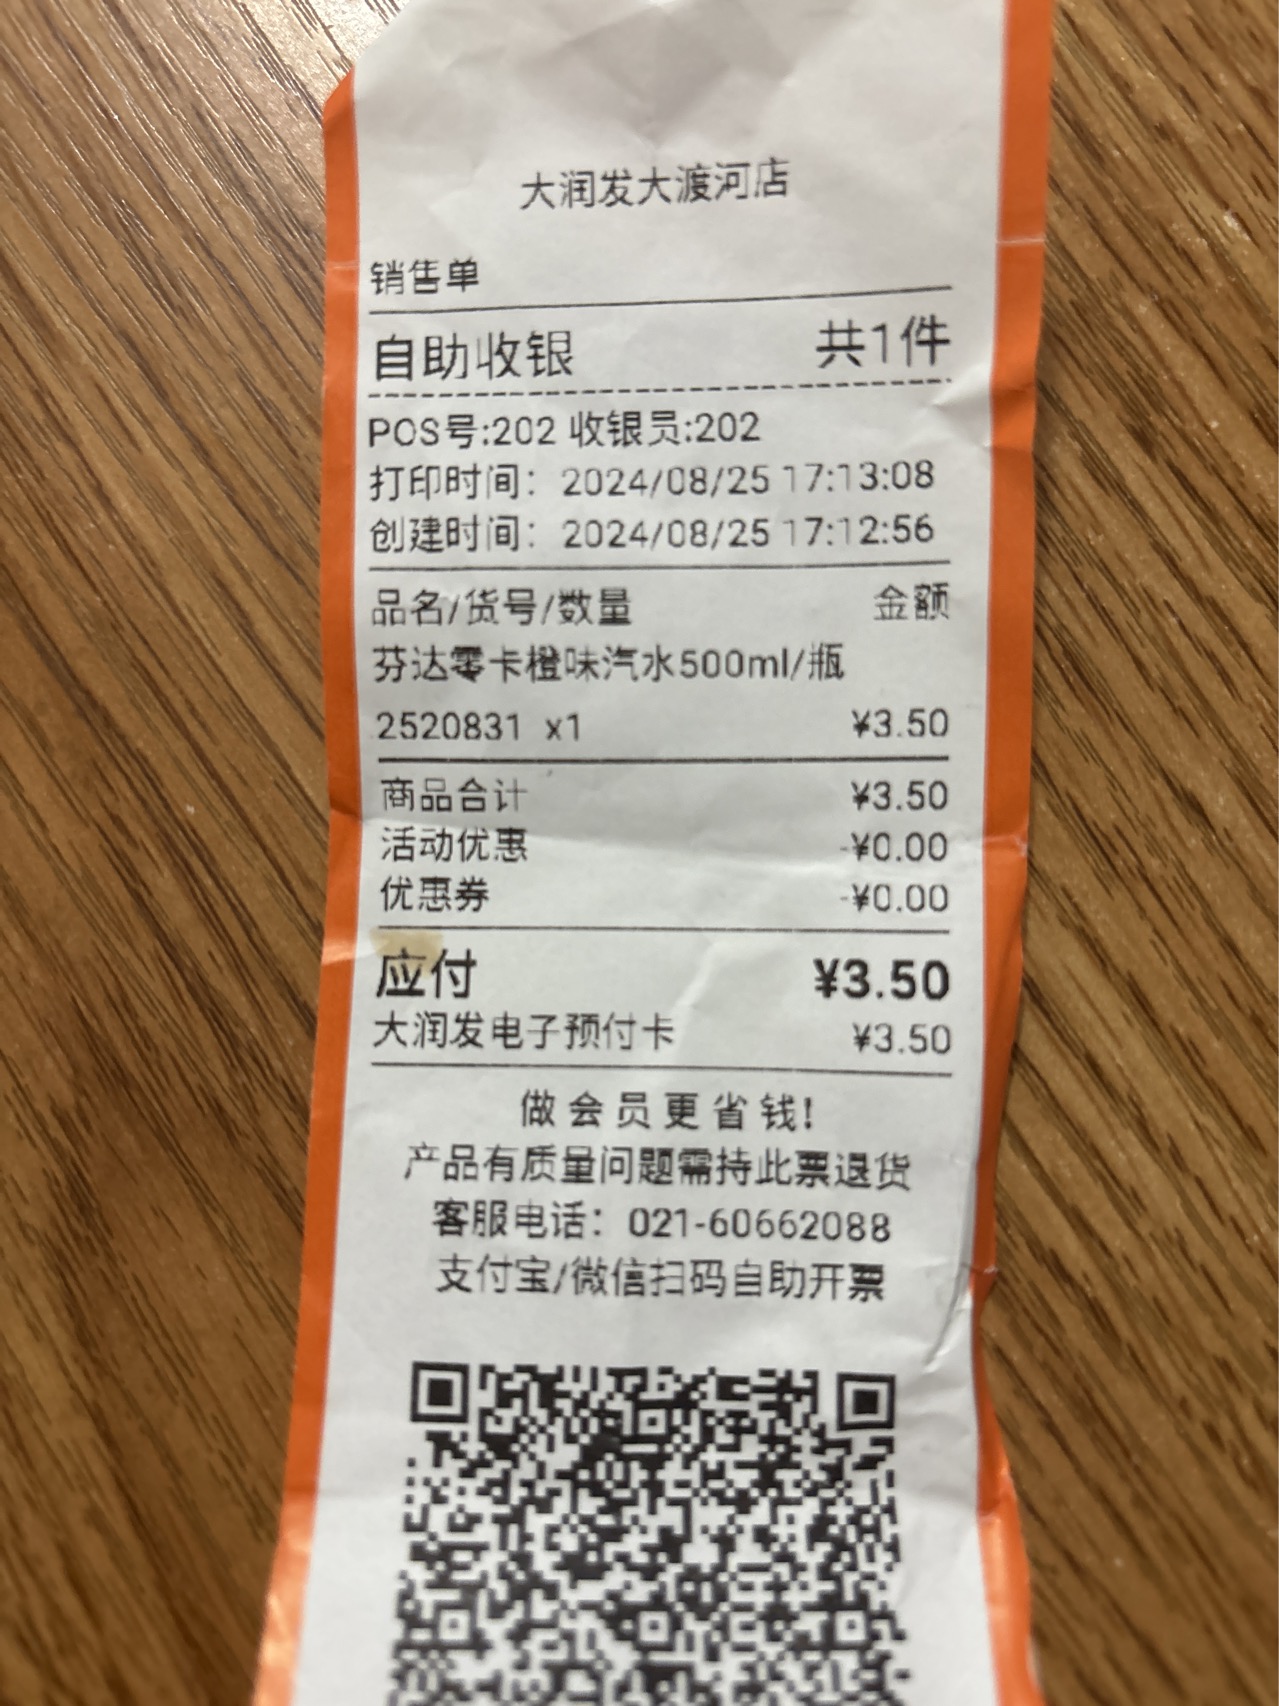 大润发大渡河店
销售单
自助收银 共1件
POS号:202 收银员:202
打印时间：2024/08/25 17:13:08
创建时间：2024/08/25 17:12:56
品名/货号/数量 金额
芬达零卡橙味汽水500ml/瓶
2520831 x1 ¥3.50
商品合计 ¥3.50
活动优惠 -¥0.00
优惠券 -¥0.00
应付 ¥3.50
大润发电子预付卡 ¥3.50
做会员更省钱!
产品有质量问题需持此票退货
客服电话：021-60662088
支付宝/微信扫码自助开票